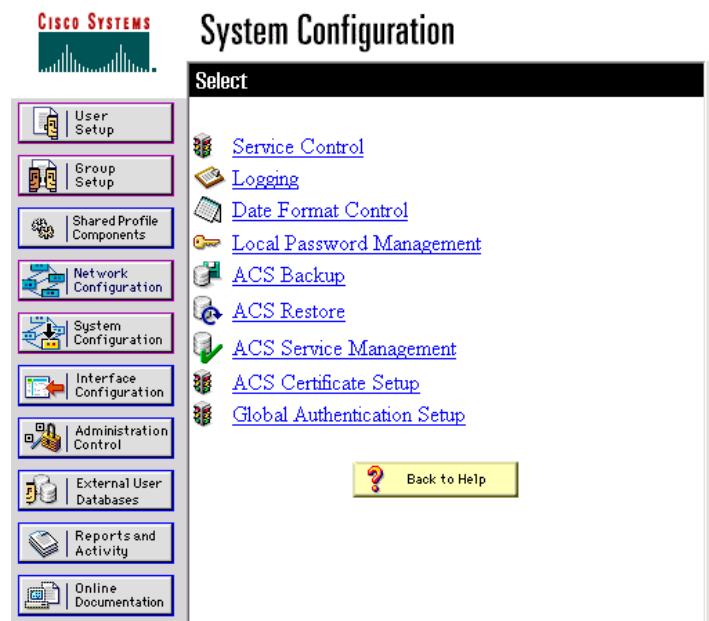 CISCO SYSTEMS
System Configuration
Select
User
Setup
Group
Setup
Shared Profile
Components
Network
Configuration
System
Configuration
Interface
Configuration
Administration
Control
External User
Databases
Reports and
Activity
Online
Documentation
Service Control
Logging
Date Format Control
Local Password Management
ACS Backup
ACS Restore
ACS Service Management
ACS Certificate Setup
Global Authentication Setup
Back to Help